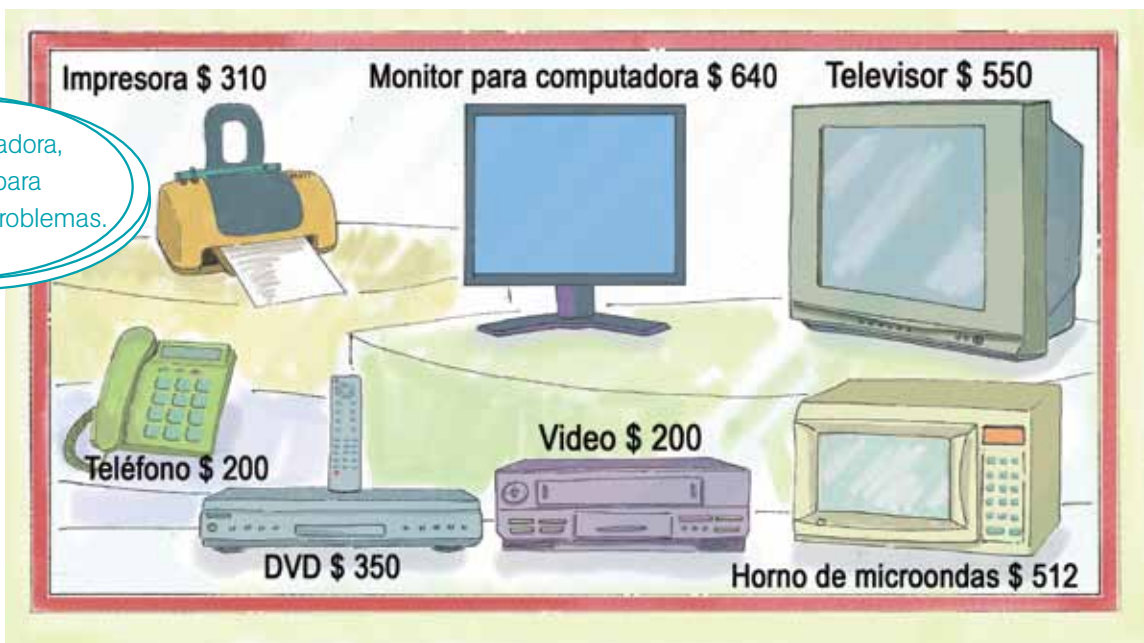 Impresora $ 310
Monitor para computadora $ 640
Televisor $ 550
adora,
para
roblemas.
Teléfono $ 200
Video $ 200
DVD $ 350
Horno de microondas $ 512